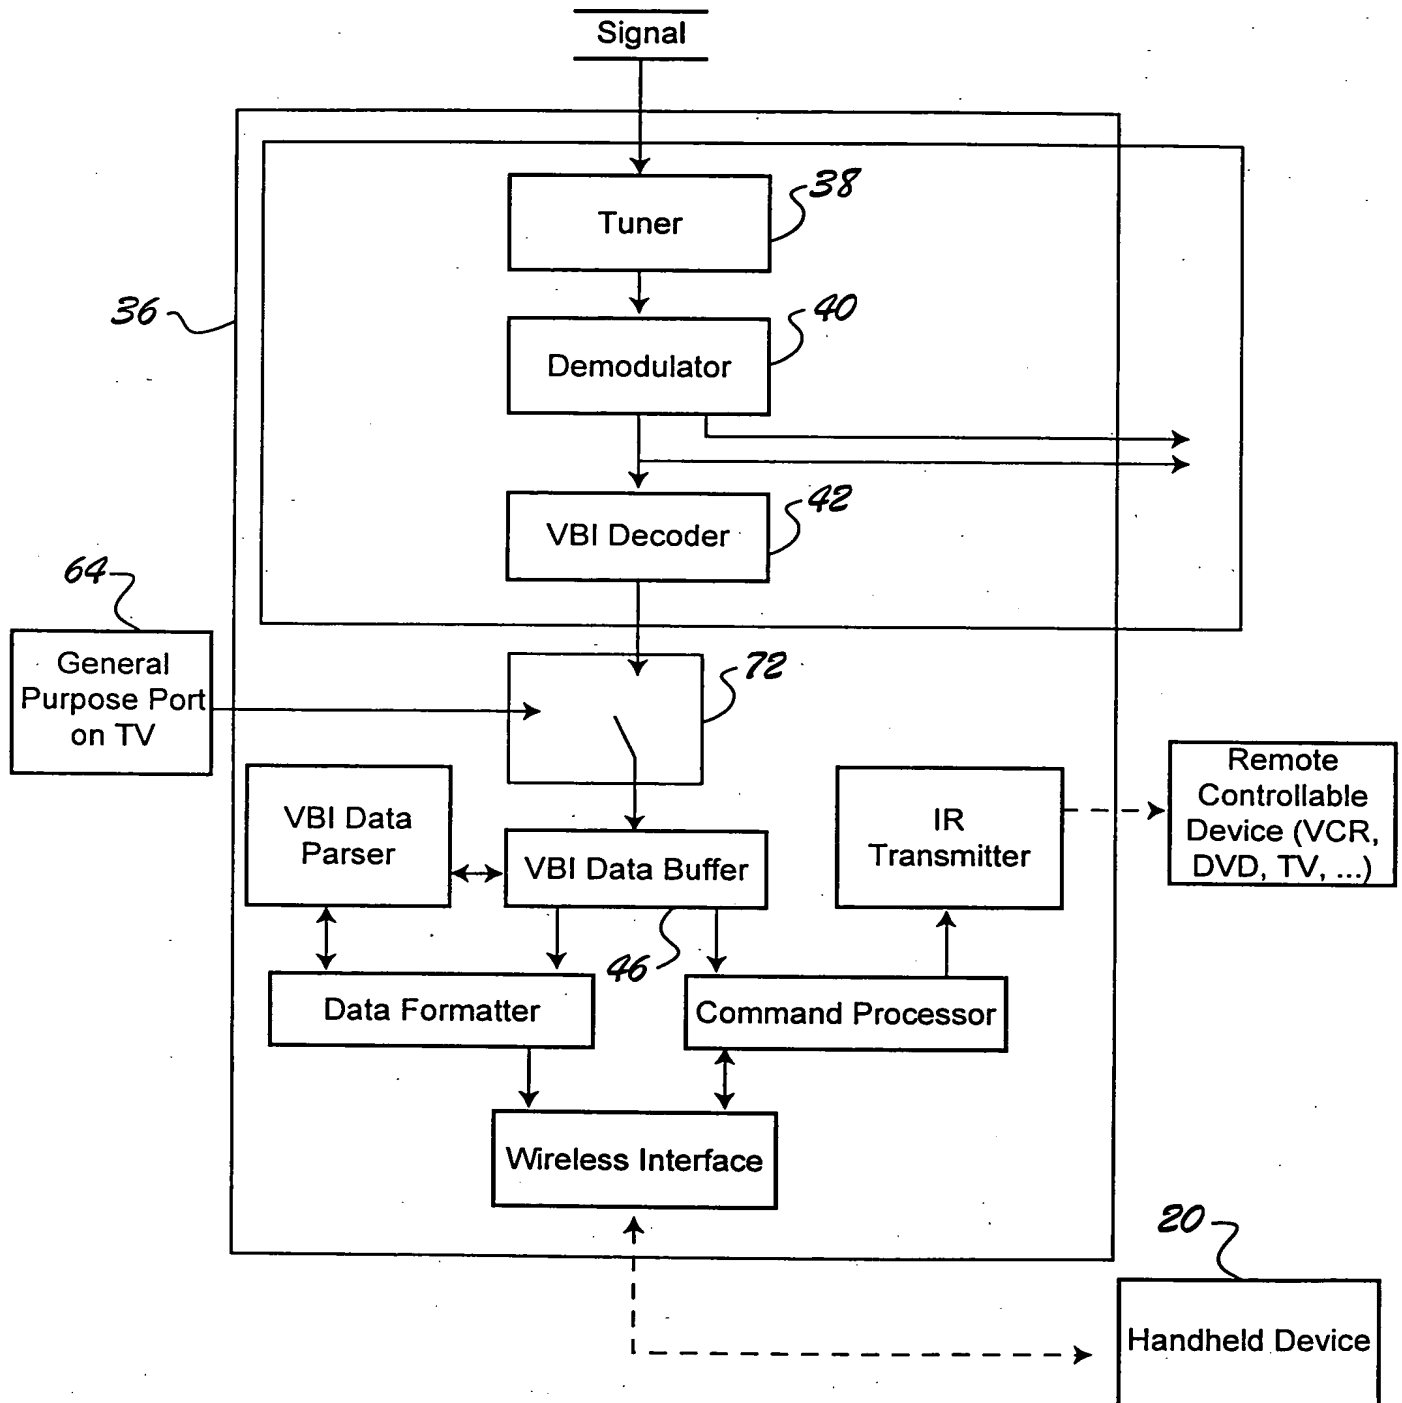 Signal
38
Tuner
36
40
Demodulator
42
VBI Decoder
64
General
Purpose Port
on TV
72
Remote
Controllable
Device (VCR,
DVD, TV, ...)
VBI Data
Parser
IR
Transmitter
VBI Data Buffer
46
Data Formatter
Command Processor
Wireless Interface
20
Handheld Device